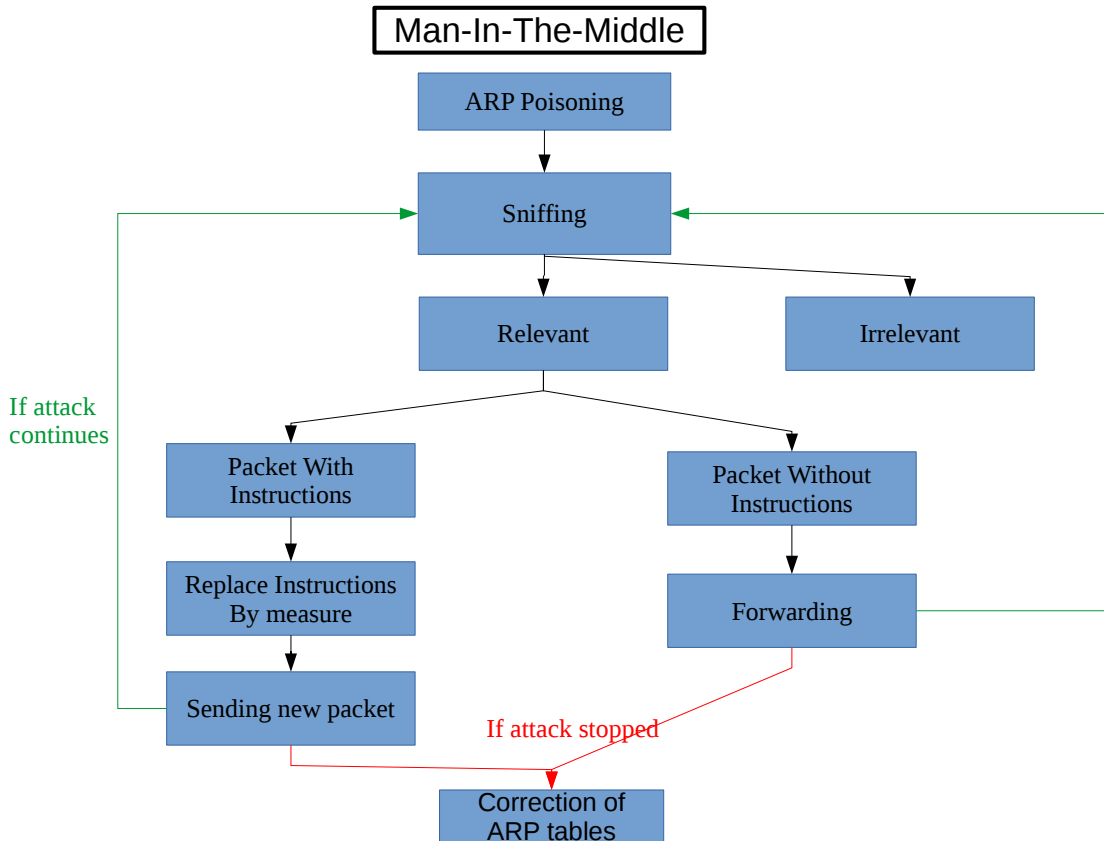 Man-In-The-Middle
ARP Poisoning
Sniffing
Relevant
Irrelevant
If attack
continues
Packet With
Instructions
Packet Without
Instructions
Replace Instructions
By measure
Forwarding
Sending new packet
If attack stopped
Correction of
ARP tables